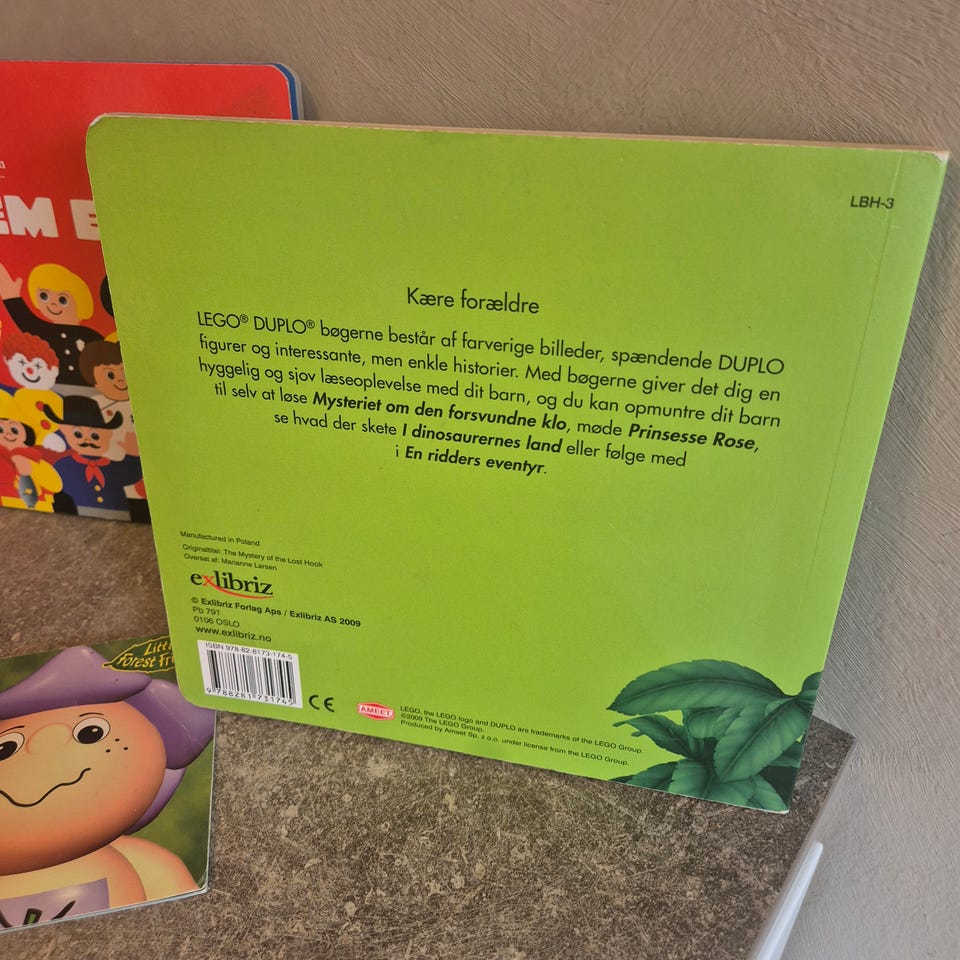 EM E
LBH-3
Kære forældre
LEGO® DUPLO® bøgerne består af farverige billeder, spændende DUPLO
figurer og interessante, men enkle historier. Med bøgerne giver det dig en
hyggelig og sjov læseoplevelse med dit barn, og du kan opmuntre dit barn
til selv at løse Mysteriet om den forsvundne klo, møde Prinsesse Rose,
se hvad der skete I dinosaurernes land eller følge med
i En ridders eventyr.
Manufactured in Poland
Originaltitel: The Mystery of the Lost Hook
Oversat af: Marianne Larsen
exlibriz
© Exlibriz Forlag Aps / Exlibriz AS 2009
Pb 791
0106 OSLO
www.exlibriz.no
ISBN 978-82-8173-174-5
9788281731745
CE
AMEET
LEGO, the LEGO logo and DUPLO are trademarks of the LEGO Group.
©2009 The LEGO Group.
Produced by Ameet Sp. z o.o. under license from the LEGO Group.
Forest